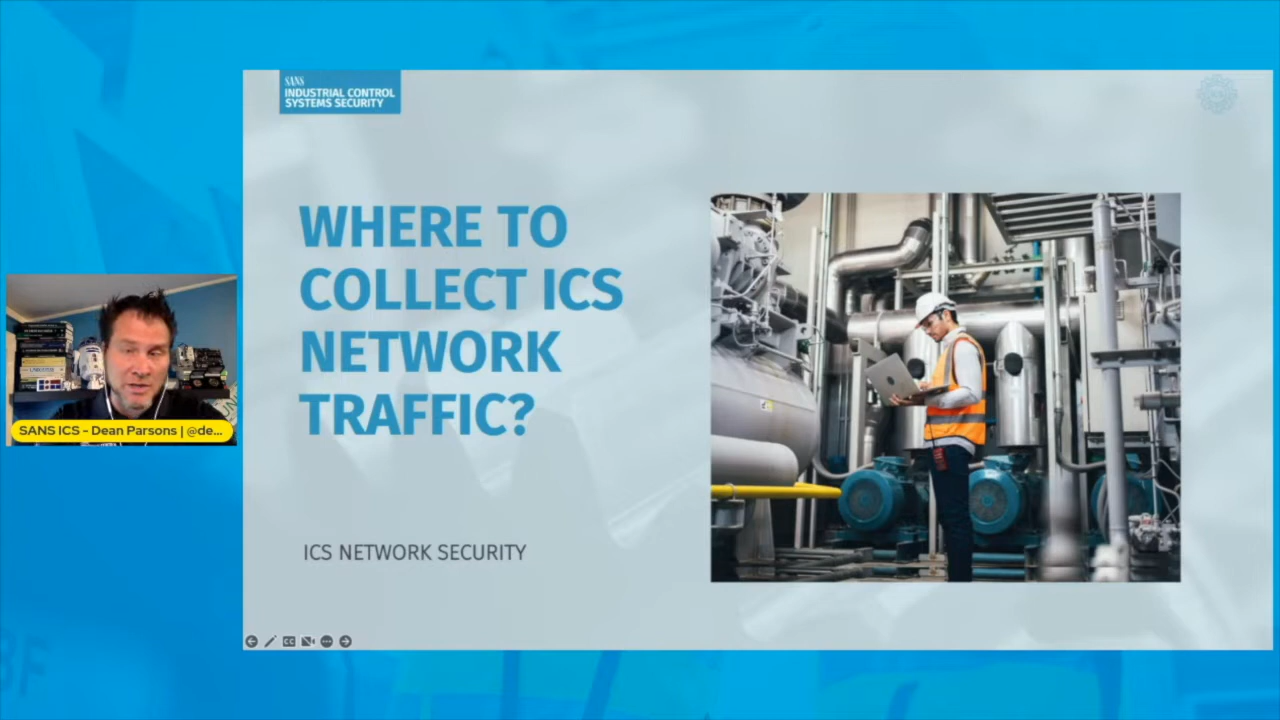 SANS
INDUSTRIAL CONTROL
SYSTEMS SECURITY
WHERE TO
COLLECT ICS
NETWORK
TRAFFIC?
ICS NETWORK SECURITY
SANS ICS - Dean Parsons | @de...
CC